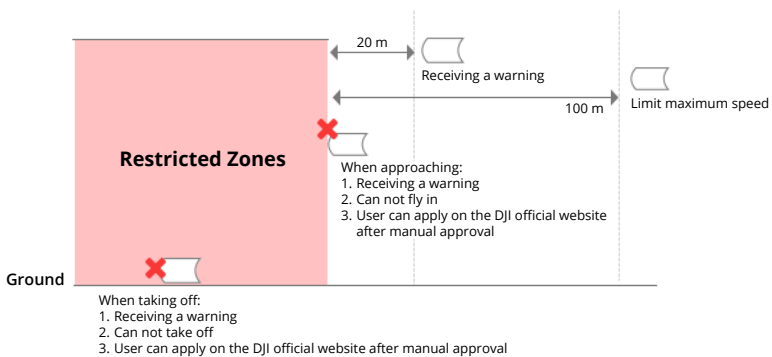 20 m
Receiving a warning
100 m
Limit maximum speed
Restricted Zones
When approaching:
1. Receiving a warning
2. Can not fly in
3. User can apply on the DJI official website
after manual approval
Ground
When taking off:
1. Receiving a warning
2. Can not take off
3. User can apply on the DJI official website after manual approval